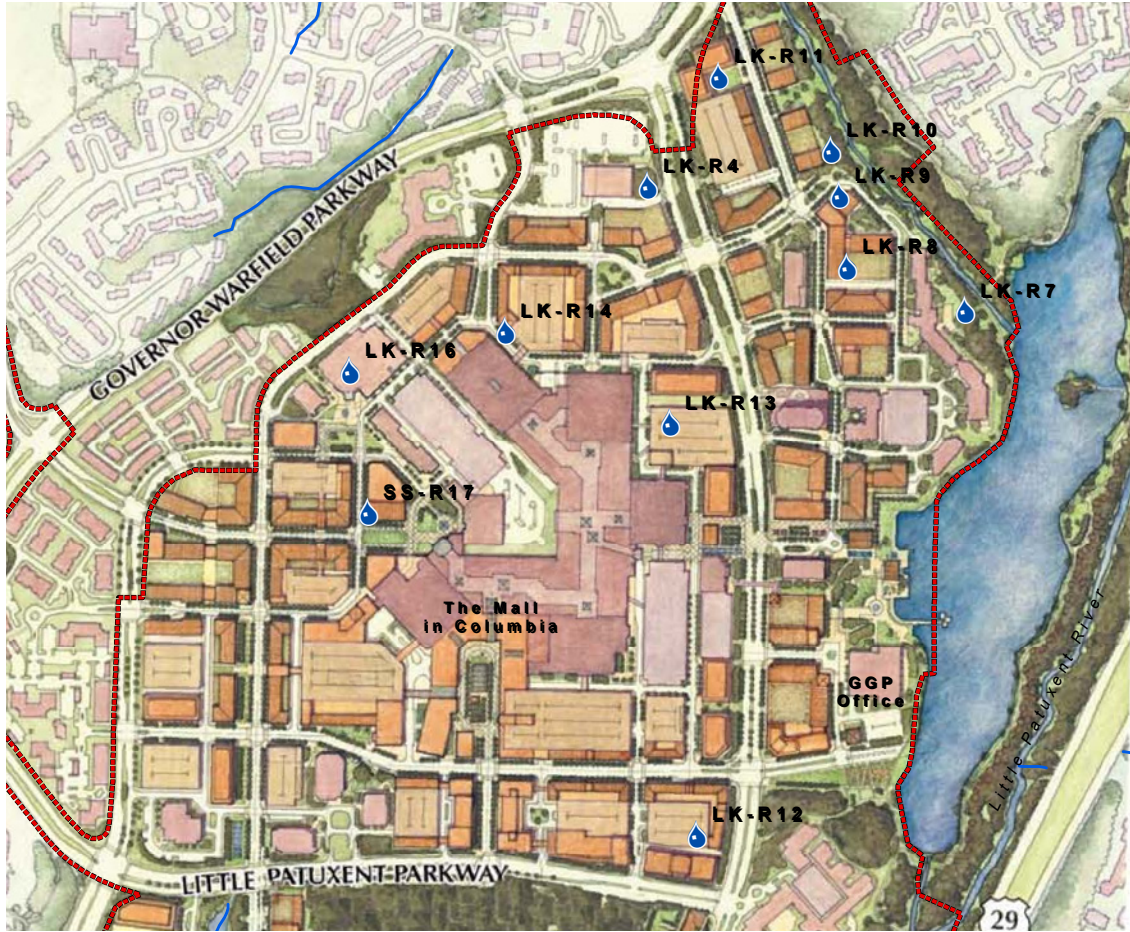 LK-R11
LK-R10
LK-R4
LK-R9
GOVERNOR WARFIELD PARKWAY
LK-R8
LK-R7
LK-R14
LK-R16
LK-R13
SS-R17
The Mall
in Columbia
Little Patuxent River
GGP
Office
LK-R12
LITTLE PATUXENT PARKWAY
29